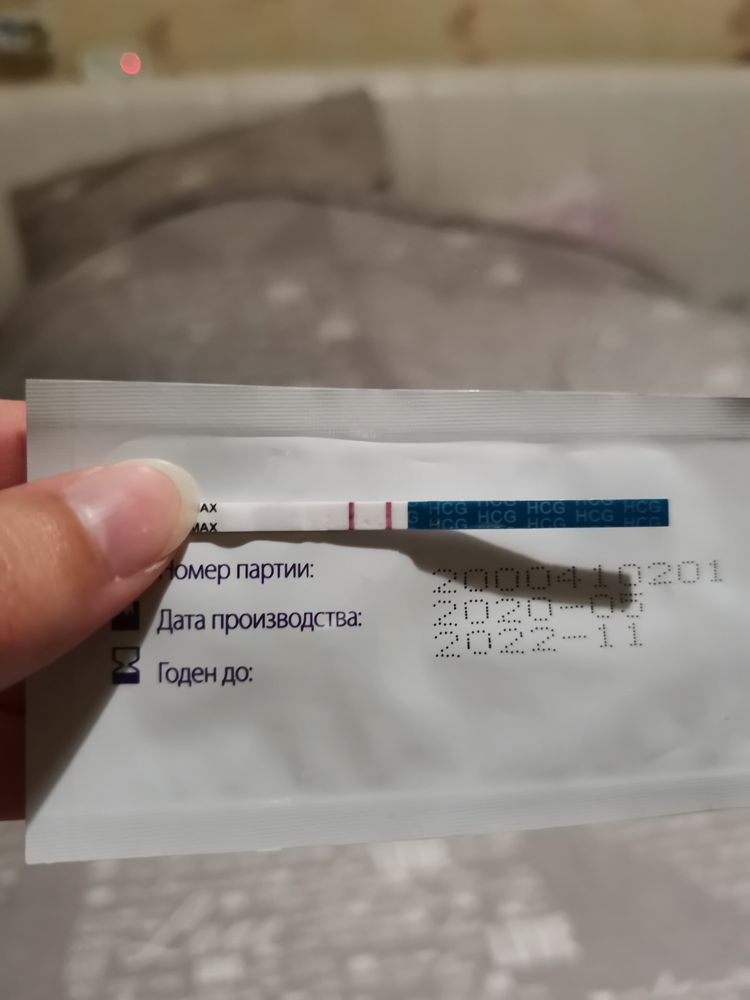 MAX
MAX
HCG HCG HCG HCG
HCG HCG HCG HCG
Номер партии:
2000410201
Дата производства:
2020-05
Годен до:
2022-11